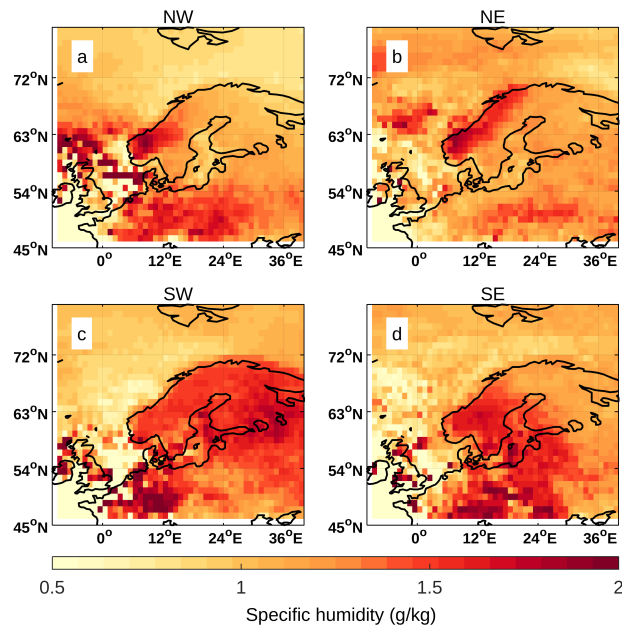 NW NE
a b
72°N 72°N
63°N 63°N
54°N 54°N
45°N 45°N
0° 12°E 24°E 36°E 0° 12°E 24°E 36°E
SW SE
c d
72°N 72°N
63°N 63°N
54°N 54°N
45°N 45°N
0° 12°E 24°E 36°E 0° 12°E 24°E 36°E
0.5 1 1.5 2
Specific humidity (g/kg)